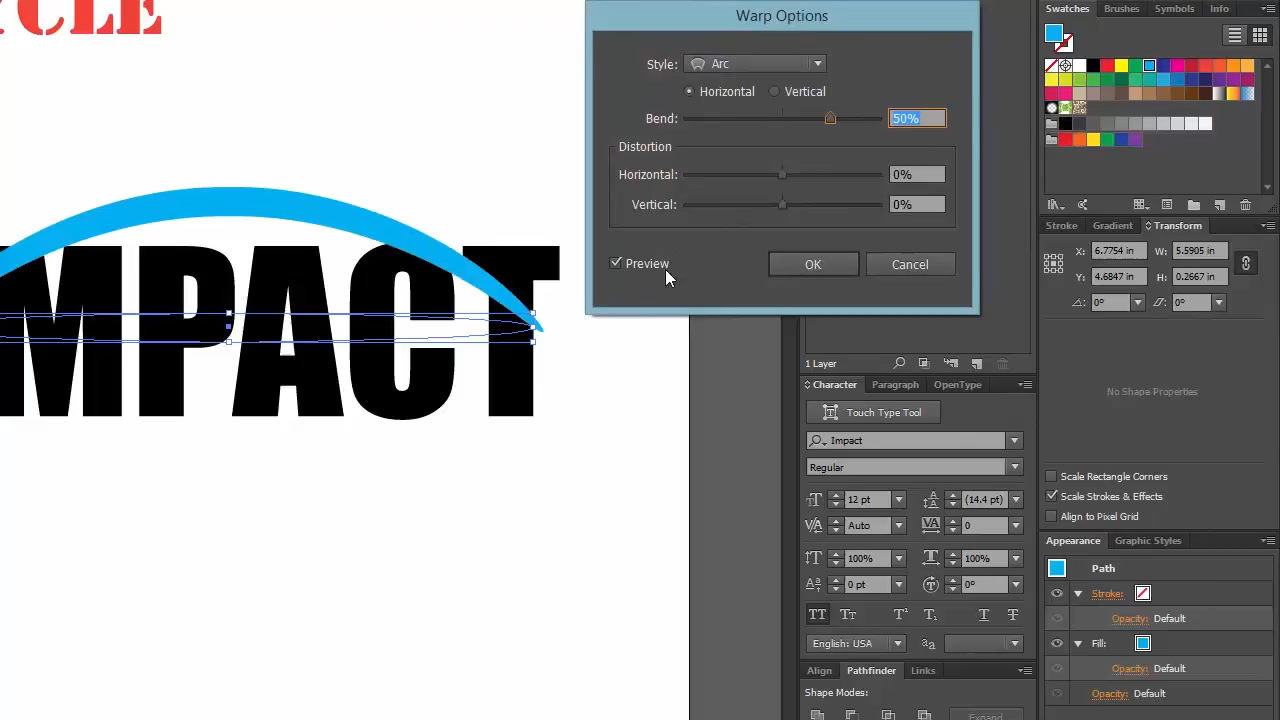 CYCLE
Warp Options
Style: Arc
Horizontal Vertical
Bend: 50%
Distortion
Horizontal: 0%
Vertical: 0%
Preview OK Cancel
MPACT
Swatches Brushes Symbols Info
Stroke Gradient Transform
X: 6.7754 in W: 5.5905 in
Y: 4.6847 in H: 0.2667 in
0° 0°
No Shape Properties
Scale Rectangle Corners
Scale Strokes & Effects
Align to Pixel Grid
1 Layer
Character Paragraph OpenType
Touch Type Tool
Impact
Regular
12 pt (14.4 pt)
Auto 0
100% 100%
0 pt 0°
English: USA
Align Pathfinder Links
Shape Modes:
Expand
Appearance Graphic Styles
Path
Stroke:
Opacity: Default
Fill:
Opacity: Default
Opacity: Default